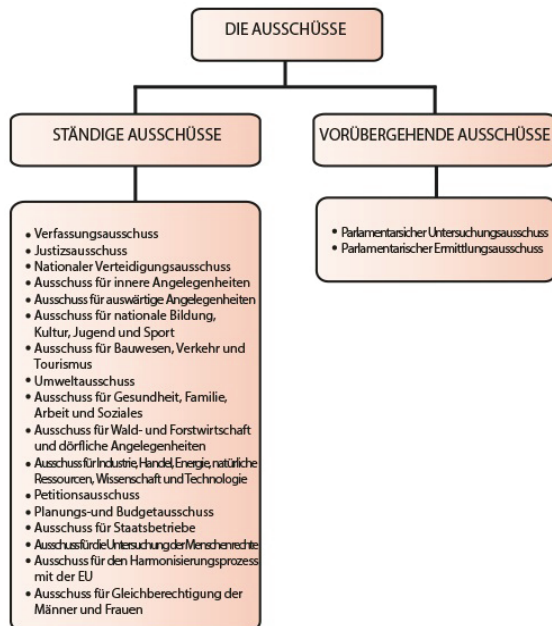 DIE AUSSCHÜSSE
STÄNDIGE AUSSCHÜSSE
VORÜBERGEHENDE AUSSCHÜSSE
• Verfassungsausschuss
• Justizausschuss
• Nationaler Verteidigungsausschuss
• Ausschuss für innere Angelegenheiten
• Ausschuss für auswärtige Angelegenheiten
• Ausschuss für nationale Bildung,
Kultur, Jugend und Sport
• Ausschuss für Bauwesen, Verkehr und
Tourismus
• Umweltausschuss
• Ausschuss für Gesundheit, Familie,
Arbeit und Soziales
• Ausschuss für Wald- und Forstwirtschaft
und dörfliche Angelegenheiten
• Ausschuss für Industrie, Handel, Energie, natürliche
Ressourcen, Wissenschaft und Technologie
• Petitionsausschuss
• Planungs-und Budgetausschuss
• Ausschuss für Staatsbetriebe
• Ausschuss für die Untersuchung der Menschenrechte
• Ausschuss für den Harmonisierungsprozess
mit der EU
• Ausschuss für Gleichberechtigung der
Männer und Frauen
• Parlamentarsicher Untersuchungsausschuss
• Parlamentarischer Ermittlungsausschuss